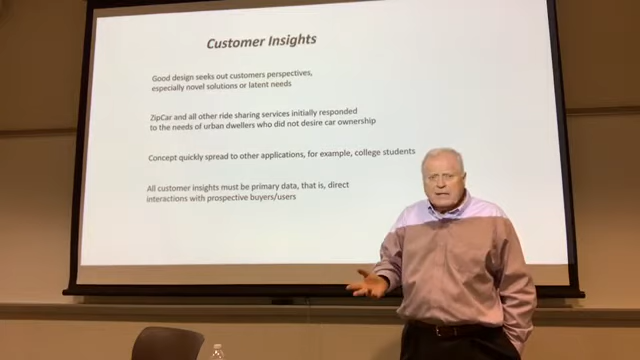 Customer Insights
Good design seeks out customers perspectives,
especially novel solutions or latent needs
ZipCar and all other ride sharing services initially responded
to the needs of urban dwellers who did not desire car ownership
Concept quickly spread to other applications, for example, college students
All customer insights must be primary data, that is, direct
interactions with prospective buyers/users